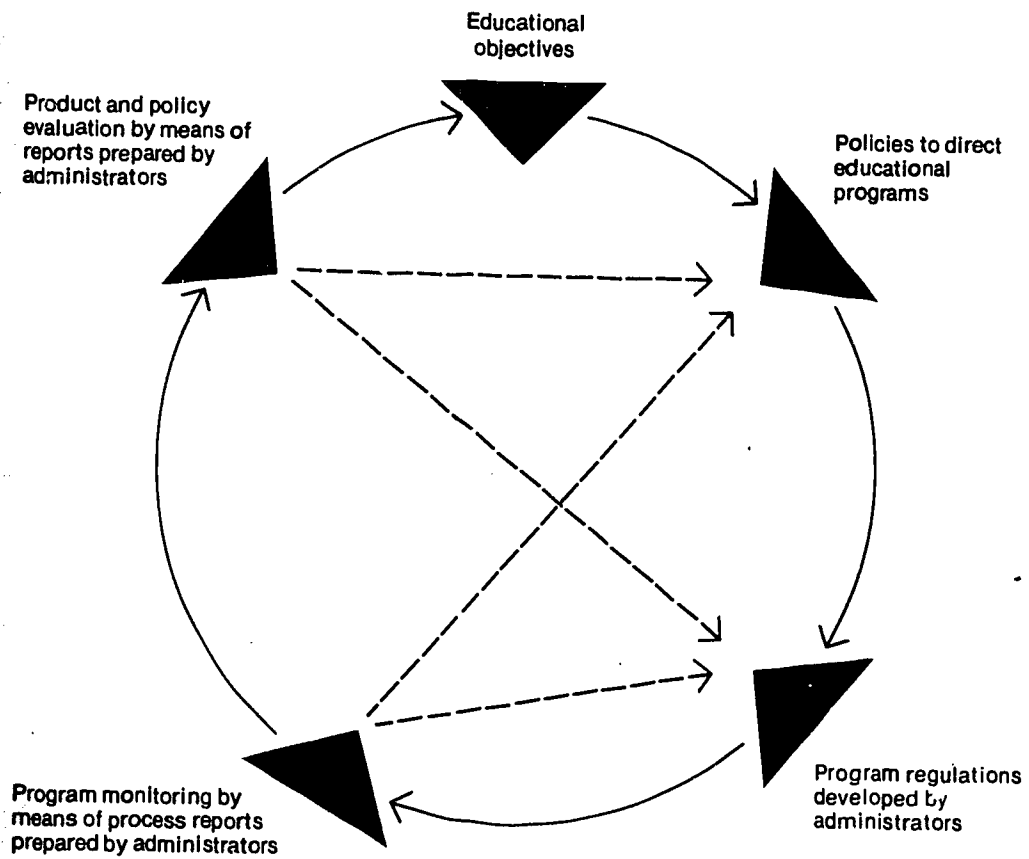 Educational
objectives
Product and policy
evaluation by means of
reports prepared by
administrators
Policies to direct
educational
programs
Program regulations
developed by
administrators
Program monitoring by
means of process reports
prepared by administrators